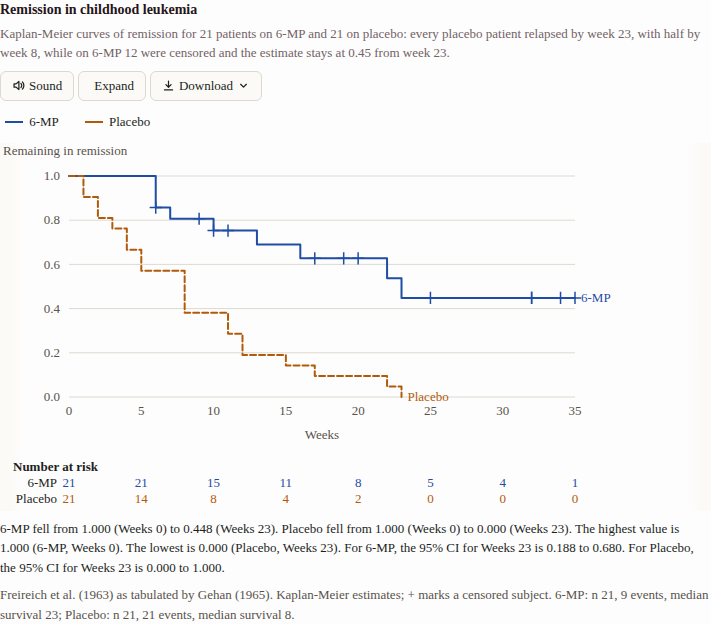 Remission in childhood leukemia
Kaplan-Meier curves of remission for 21 patients on 6-MP and 21 on placebo: every placebo patient relapsed by week 23, with half by
week 8, while on 6-MP 12 were censored and the estimate stays at 0.45 from week 23.
Sound Expand Download
6-MP Placebo
Remaining in remission
1.0
0.8
0.6
0.4
0.2
0.0
6-MP
Placebo
0 5 10 15 20 25 30 35
Weeks
Number at risk
6-MP 21 21 15 11 8 5 4 1
Placebo 21 14 8 4 2 0 0 0
6-MP fell from 1.000 (Weeks 0) to 0.448 (Weeks 23). Placebo fell from 1.000 (Weeks 0) to 0.000 (Weeks 23). The highest value is
1.000 (6-MP, Weeks 0). The lowest is 0.000 (Placebo, Weeks 23). For 6-MP, the 95% CI for Weeks 23 is 0.188 to 0.680. For Placebo,
the 95% CI for Weeks 23 is 0.000 to 1.000.
Freireich et al. (1963) as tabulated by Gehan (1965). Kaplan-Meier estimates; + marks a censored subject. 6-MP: n 21, 9 events, median
survival 23; Placebo: n 21, 21 events, median survival 8.